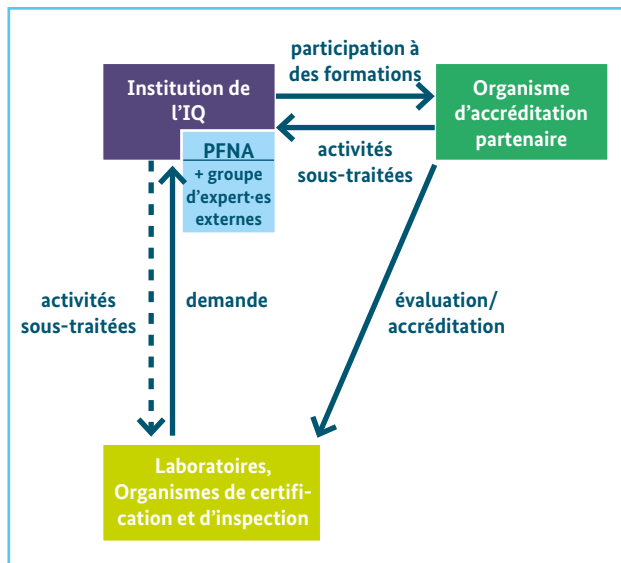 participation à
des formations
Institution de
l'IQ
Organisme
d'accréditation
partenaire
PFNA
+ groupe
d'expert·es
externes
activités
sous-traitées
activités
sous-traitées
demande
évaluation/
accréditation
Laboratoires,
Organismes de certifi-
cation et d'inspection